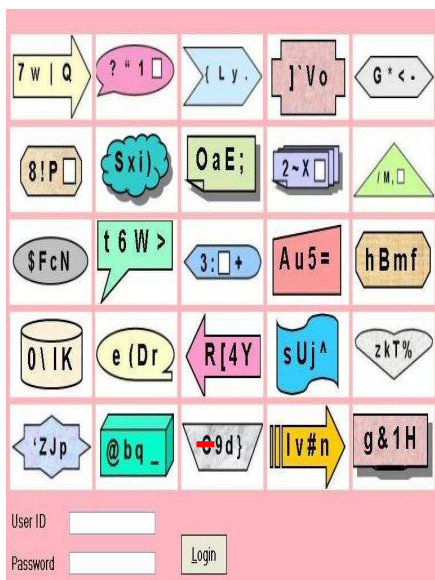 7 w | Q ? “ 1 □ { L y . ] ` V o G * < -
8 ! P □ S x i ) O a E ; 2 ~ X □ / M , □
$ F c N t 6 W > 3 : □ + A u 5 = h B m f
0 \ I K e ( D r R [ 4 Y s U j ^ z k T %
‘ Z J p @ b q _ 9 d } l v # n g & 1 H
User ID
Password Login